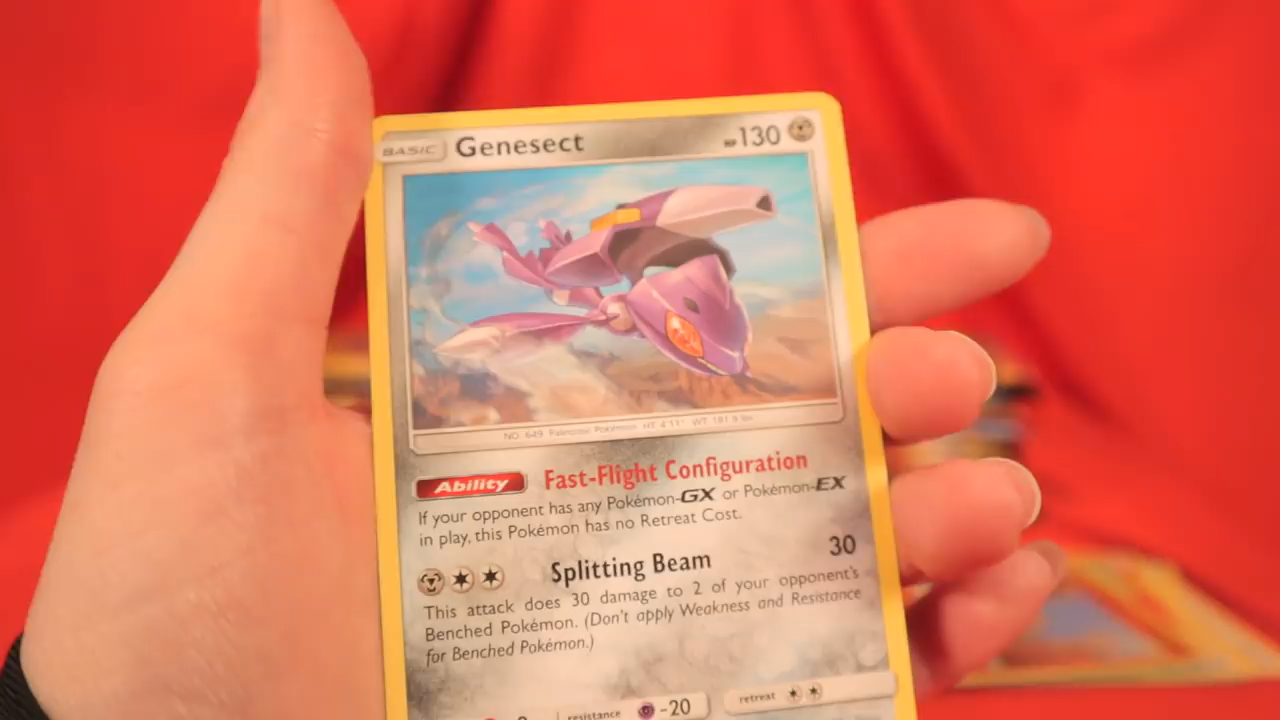 BASIC Genesect HP 130
NO. 649 Paleozoic Pokémon HT 4'11" WT 181.9 lbs
Ability Fast-Flight Configuration
If your opponent has any Pokémon-GX or Pokémon-EX
in play, this Pokémon has no Retreat Cost.
Splitting Beam 30
This attack does 30 damage to 2 of your opponent's
Benched Pokémon. (Don't apply Weakness and Resistance
for Benched Pokémon.)
resistance -20 retreat